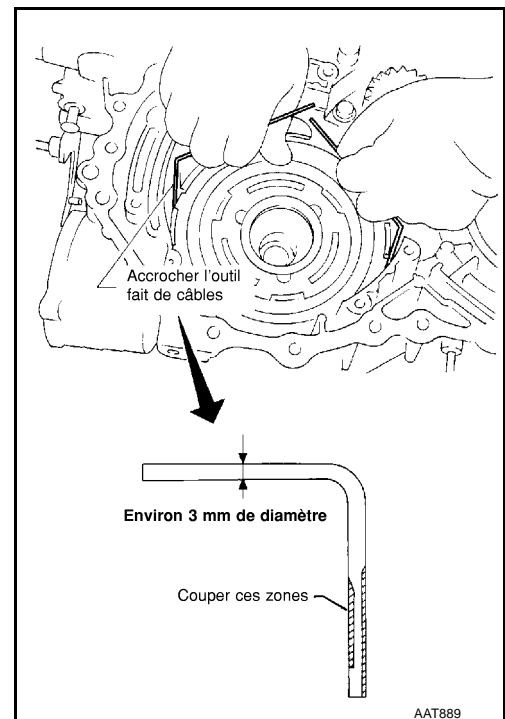 Accrocher l'outil
fait de câbles
Environ 3 mm de diamètre
Couper ces zones
AAT889